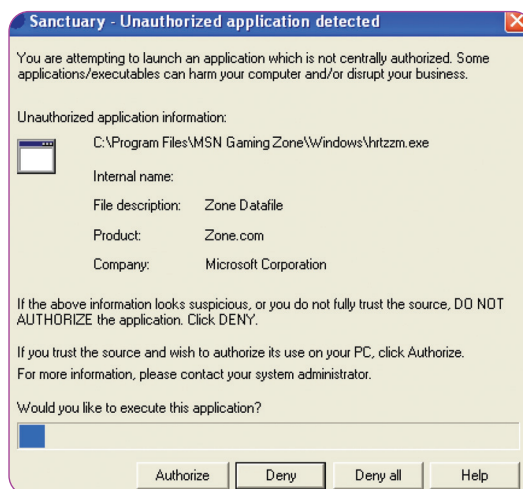 Sanctuary - Unauthorized application detected
You are attempting to launch an application which is not centrally authorized. Some
applications/executables can harm your computer and/or disrupt your business.
Unauthorized application information:
C:\Program Files\MSN Gaming Zone\Windows\hrtzzm.exe
Internal name:
File description: Zone Datafile
Product: Zone.com
Company: Microsoft Corporation
If the above information looks suspicious, or you do not fully trust the source, DO NOT
AUTHORIZE the application. Click DENY.
If you trust the source and wish to authorize its use on your PC, click Authorize.
For more information, please contact your system administrator.
Would you like to execute this application?
Authorize Deny Deny all Help